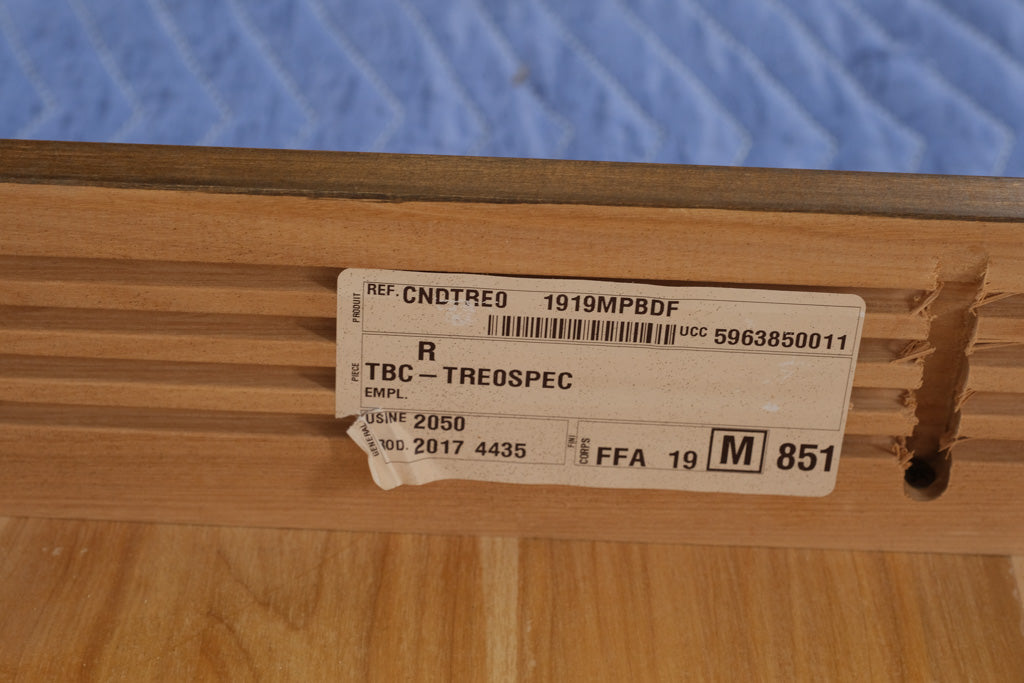 PRODUIT
REF. CNDTRE0 1919MPBDF
UCC 5963850011
PIECE
R
TBC – TRE0SPEC
EMPL.
GENERAL
USINE 2050
ROD. 2017 4435
FINI
CORPS
FFA 19 M 851